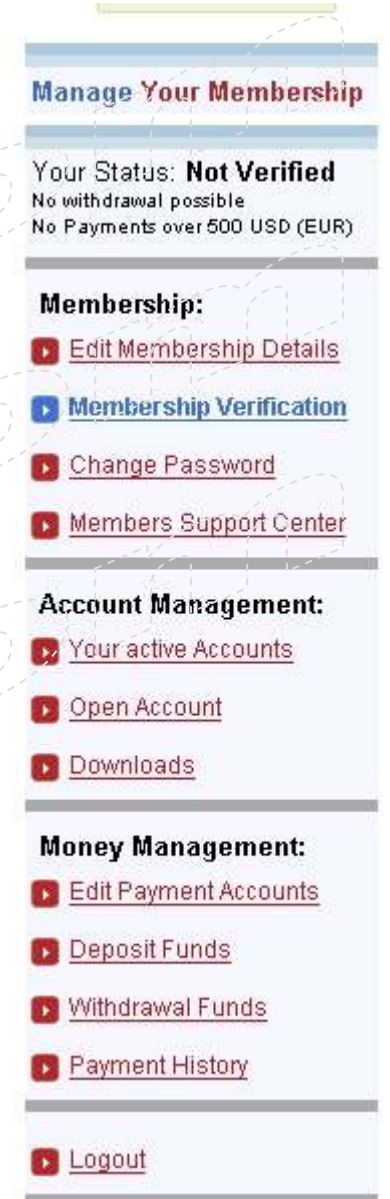 Manage Your Membership
Your Status: Not Verified
No withdrawal possible
No Payments over 500 USD (EUR)
Membership:
Edit Membership Details
Membership Verification
Change Password
Members Support Center
Account Management:
Your active Accounts
Open Account
Downloads
Money Management:
Edit Payment Accounts
Deposit Funds
Withdrawal Funds
Payment History
Logout